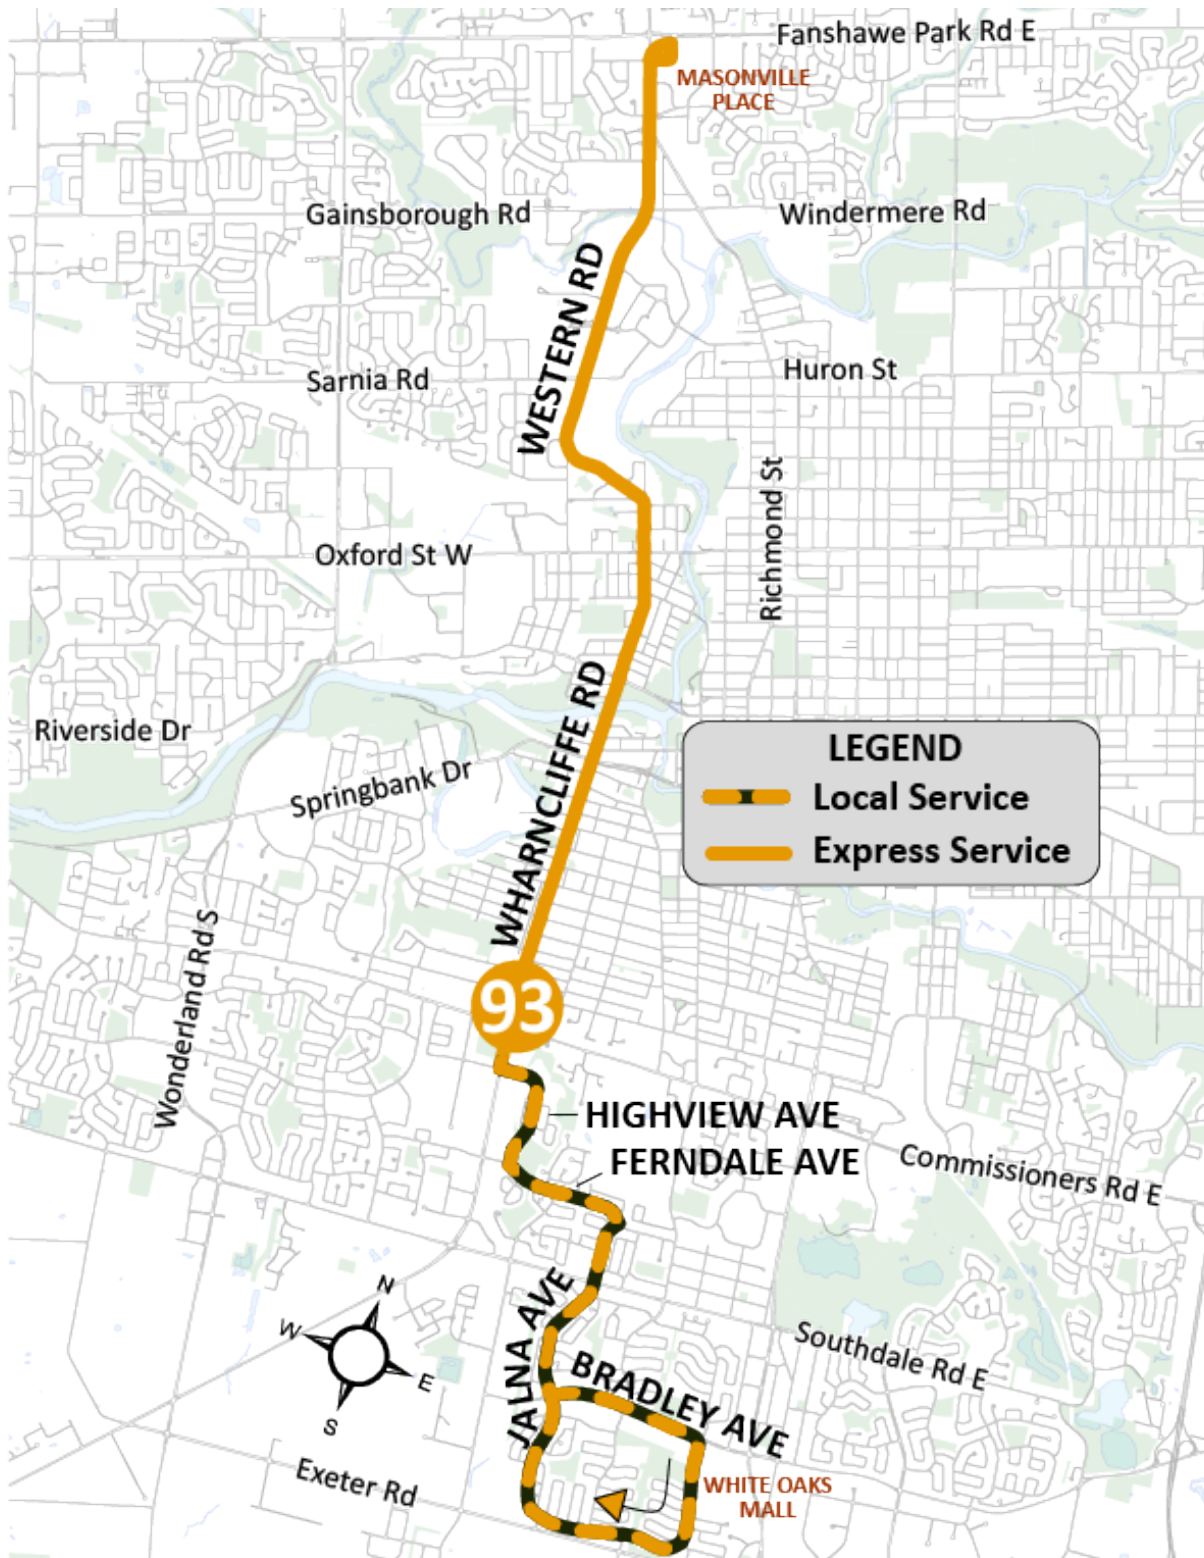 Fanshawe Park Rd E
MASONVILLE
PLACE
Gainsborough Rd
Windermere Rd
WESTERN RD
Sarnia Rd
Huron St
Richmond St
Oxford St W
WHARNCLIFFE RD
Riverside Dr
Springbank Dr
LEGEND
Local Service
Express Service
Wonderland Rd S
93
HIGHVIEW AVE
FERNDALE AVE
Commissioners Rd E
N
W
E
S
JALNA AVE
BRADLEY AVE
Southdale Rd E
Exeter Rd
WHITE OAKS
MALL